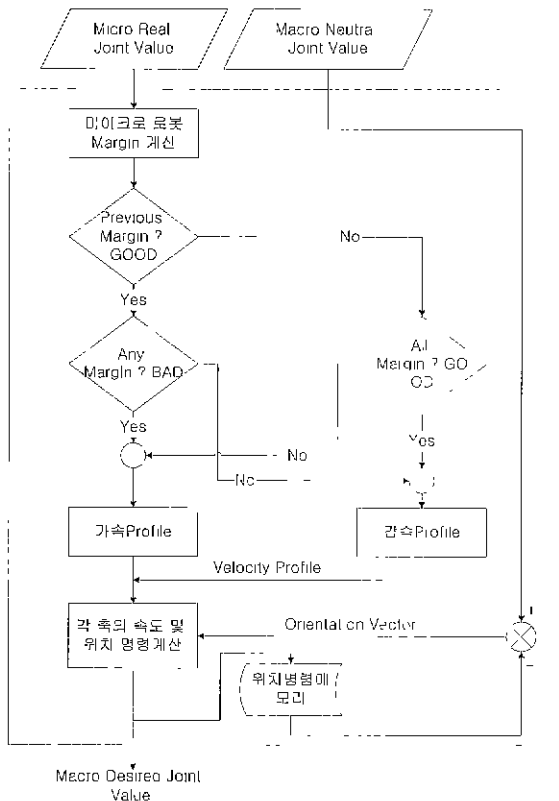 Micro Real
Joint Value
Macro Neutra
Joint Value
마이크로 로봇
Margin 계산
Previous
Margin ?
GOOD
No
Yes
Any
Margin ? BAD
All
Margin ? GO
OD
Yes
Yes
No
No
가속Profile
감속Profile
Velocity Profile
각 축의 속도 및
위치 명령계산
Orientation Vector
위치명령메
모리
Macro Desired Joint
Value